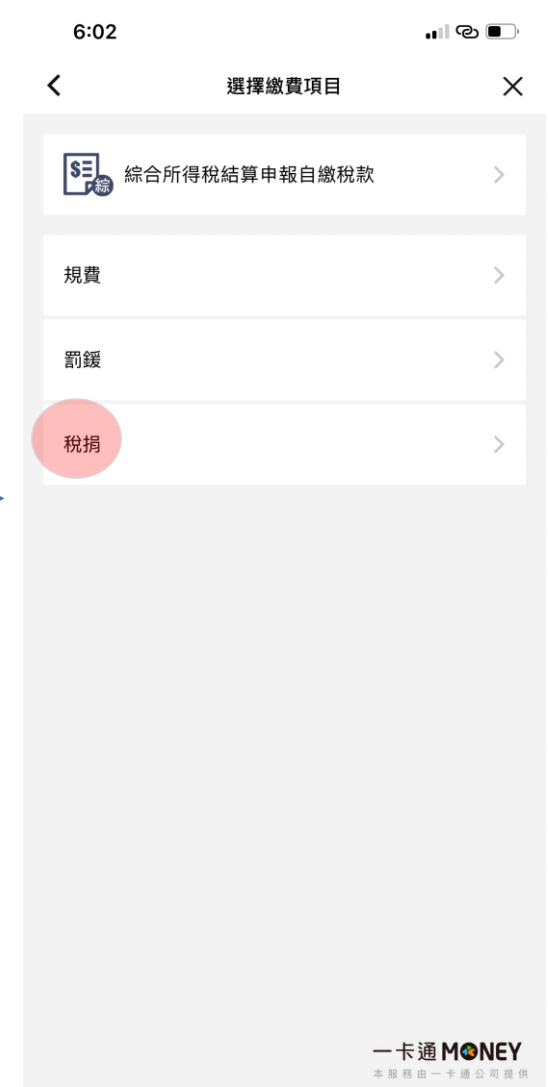 6:02
選擇繳費項目
$
綜
綜合所得稅結算申報自繳稅款
規費
罰鍰
稅捐
一卡通 MONEY
本服務由一卡通公司提供